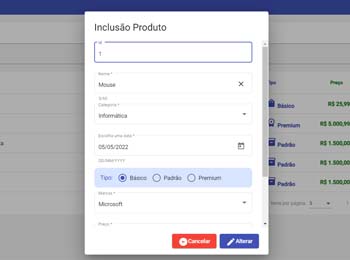 Inclusão Produto
1
Nome *
Mouse
5/40
Categoria *
Informática
Escolha uma data *
05/05/2022
DD/MM/YYYY
Tipo: Básico Padrão Premium
Marcas *
Microsoft
Preço *
Cancelar Alterar
Tipo Preço
Básico R$ 25,99
Premium R$ 5.000,99
Padrão R$ 1.500,00
Padrão R$ 1.500,00
Padrão R$ 1.500,00
Itens por página 5